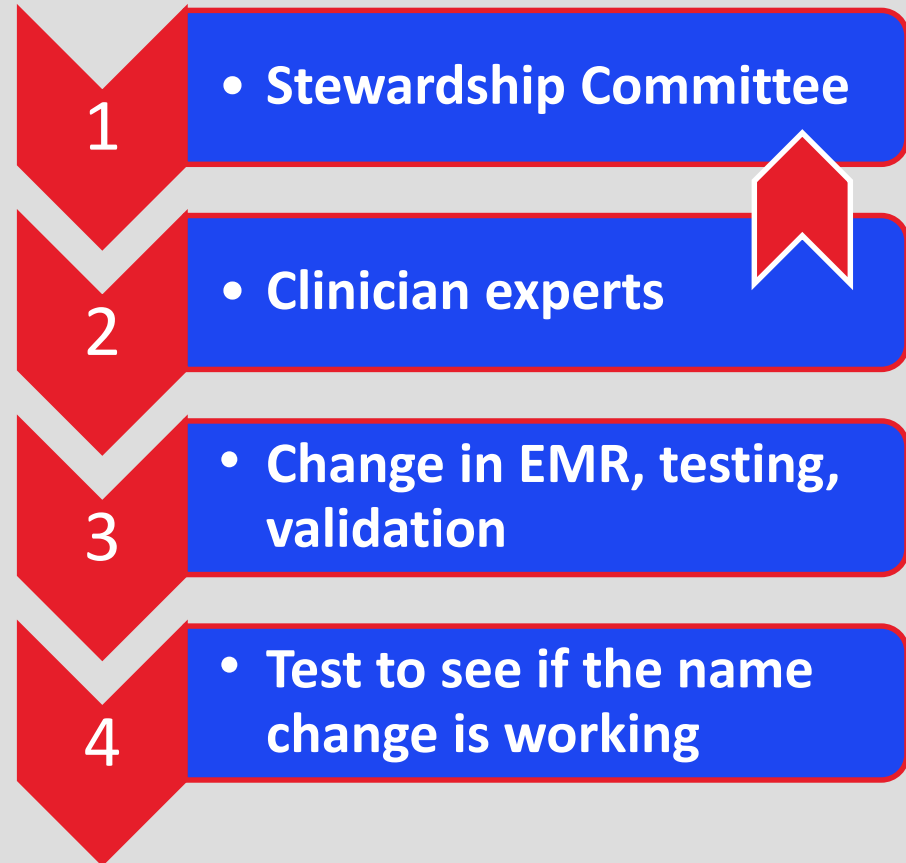 1
• Stewardship Committee
2
• Clinician experts
3
• Change in EMR, testing,
validation
4
• Test to see if the name
change is working